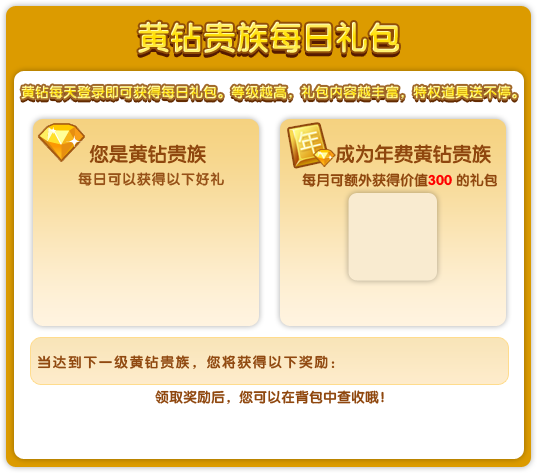 黄钻贵族每日礼包
黄钻每天登录即可获得每日礼包。等级越高，礼包内容越丰富，特权道具送不停。
您是黄钻贵族
每日可以获得以下好礼
年
成为年费黄钻贵族
每月可额外获得价值300 的礼包
当达到下一级黄钻贵族，您将获得以下奖励：
领取奖励后，您可以在背包中查收哦！